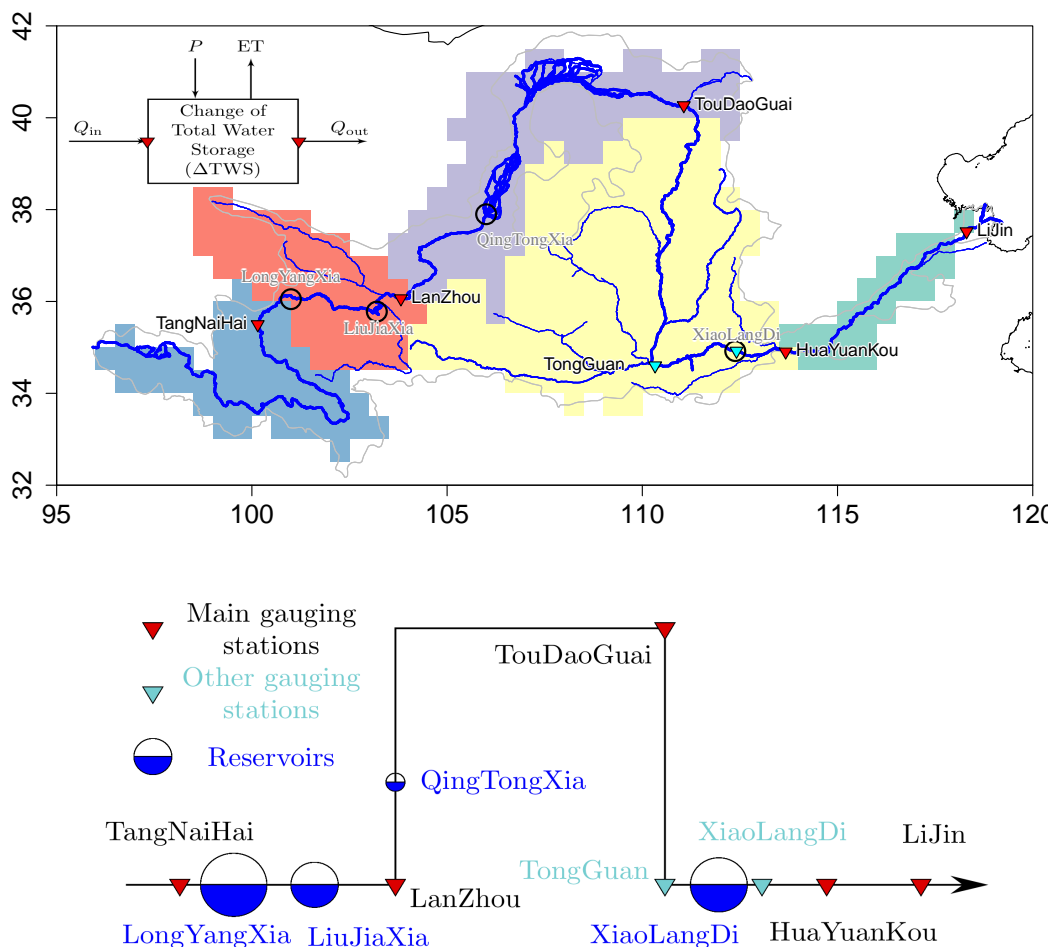 42
40
38
36
34
32
P
ET
Change of
Total Water
Storage
(ΔTWS)
Qin
Qout
TouDaoGuai
QingTongXia
LiJin
LongYangXia
LanZhou
TangNaiHai
LiuJiaXia
XiaoLangDi
TongGuan
HuaYuanKou
95
100
105
110
115
120
Main gauging
stations
Other gauging
stations
Reservoirs
TouDaoGuai
QingTongXia
TangNaiHai
XiaoLangDi
LiJin
TongGuan
LanZhou
LongYangXia
LiuJiaXia
XiaoLangDi
HuaYuanKou